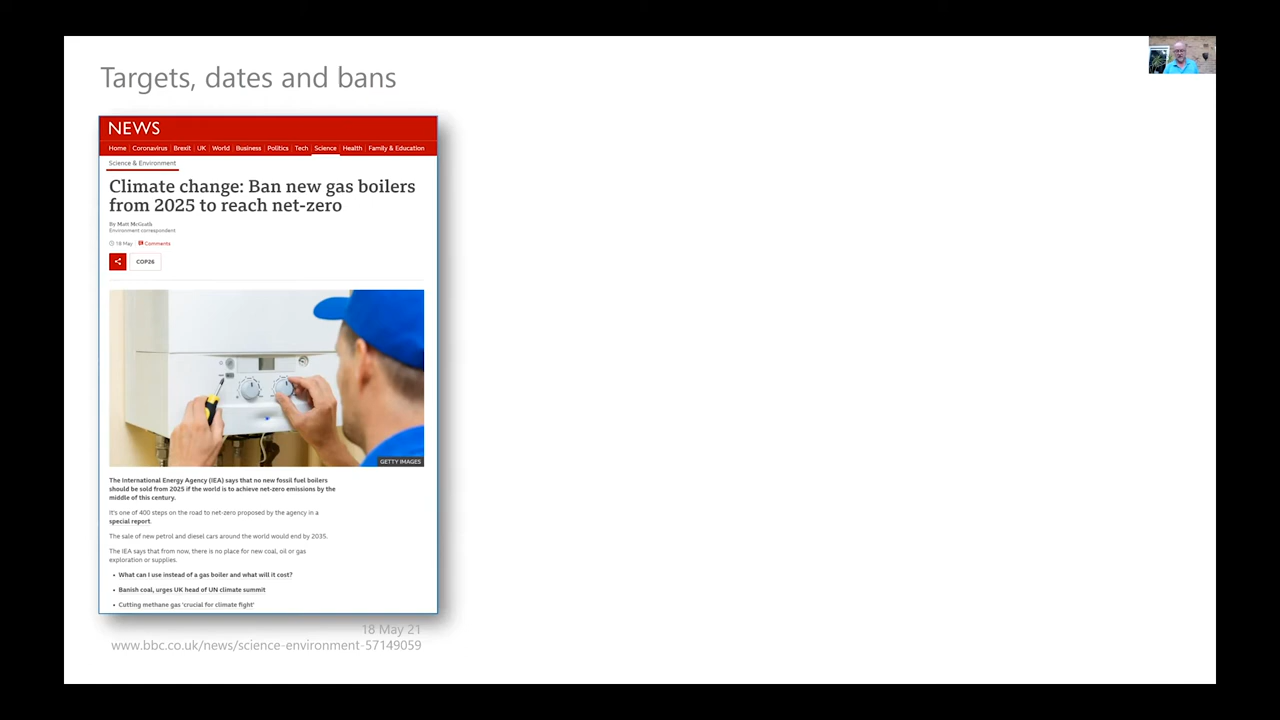 Targets, dates and bans
NEWS
Home Coronavirus Brexit UK World Business Politics Tech Science Health Family & Education
Science & Environment
Climate change: Ban new gas boilers
from 2025 to reach net-zero
By Matt McGrath
Environment correspondent
18 May Comments
COP26
GETTY IMAGES
The International Energy Agency (IEA) says that no new fossil fuel boilers
should be sold from 2025 if the world is to achieve net-zero emissions by the
middle of this century.
It's one of 400 steps on the road to net-zero proposed by the agency in a
special report.
The sale of new petrol and diesel cars around the world would end by 2035.
The IEA says that from now, there is no place for new coal, oil or gas
exploration or supplies.
• What can I use instead of a gas boiler and what will it cost?
• Banish coal, urges UK head of UN climate summit
• Cutting methane gas 'crucial for climate fight'
18 May 21
www.bbc.co.uk/news/science-environment-57149059